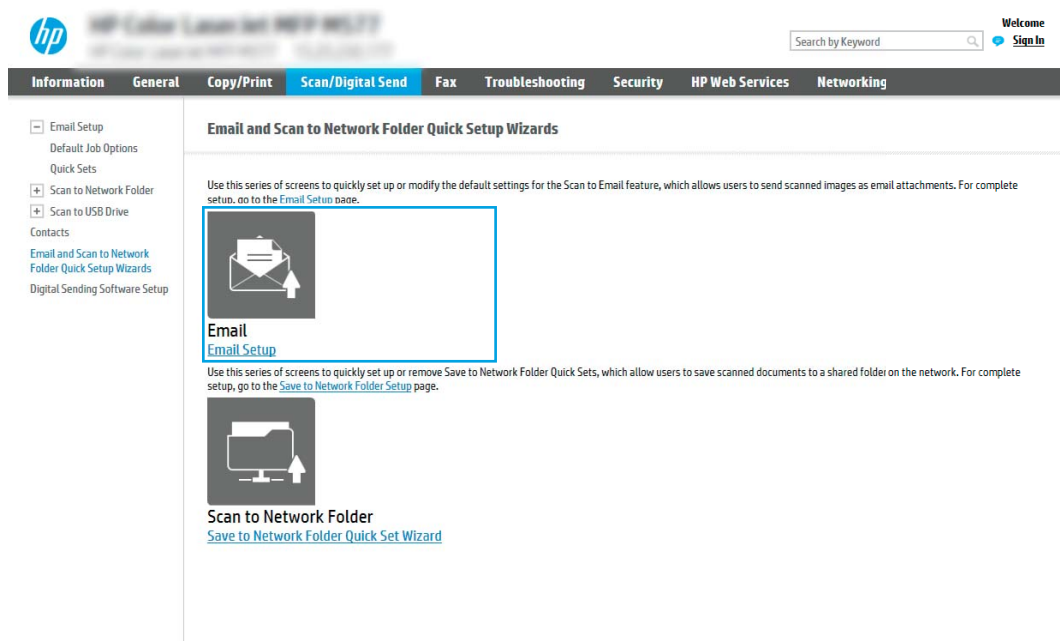 hp
Welcome
Search by Keyword
Sign In
Information General Copy/Print Scan/Digital Send Fax Troubleshooting Security HP Web Services Networking
Email Setup
Default Job Options
Quick Sets
Scan to Network Folder
Scan to USB Drive
Contacts
Email and Scan to Network
Folder Quick Setup Wizards
Digital Sending Software Setup
Email and Scan to Network Folder Quick Setup Wizards
Use this series of screens to quickly set up or modify the default settings for the Scan to Email feature, which allows users to send scanned images as email attachments. For complete
setup, go to the Email Setup page.
Email
Email Setup
Use this series of screens to quickly set up or remove Save to Network Folder Quick Sets, which allow users to save scanned documents to a shared folder on the network. For complete
setup, go to the Save to Network Folder Setup page.
Scan to Network Folder
Save to Network Folder Quick Set Wizard